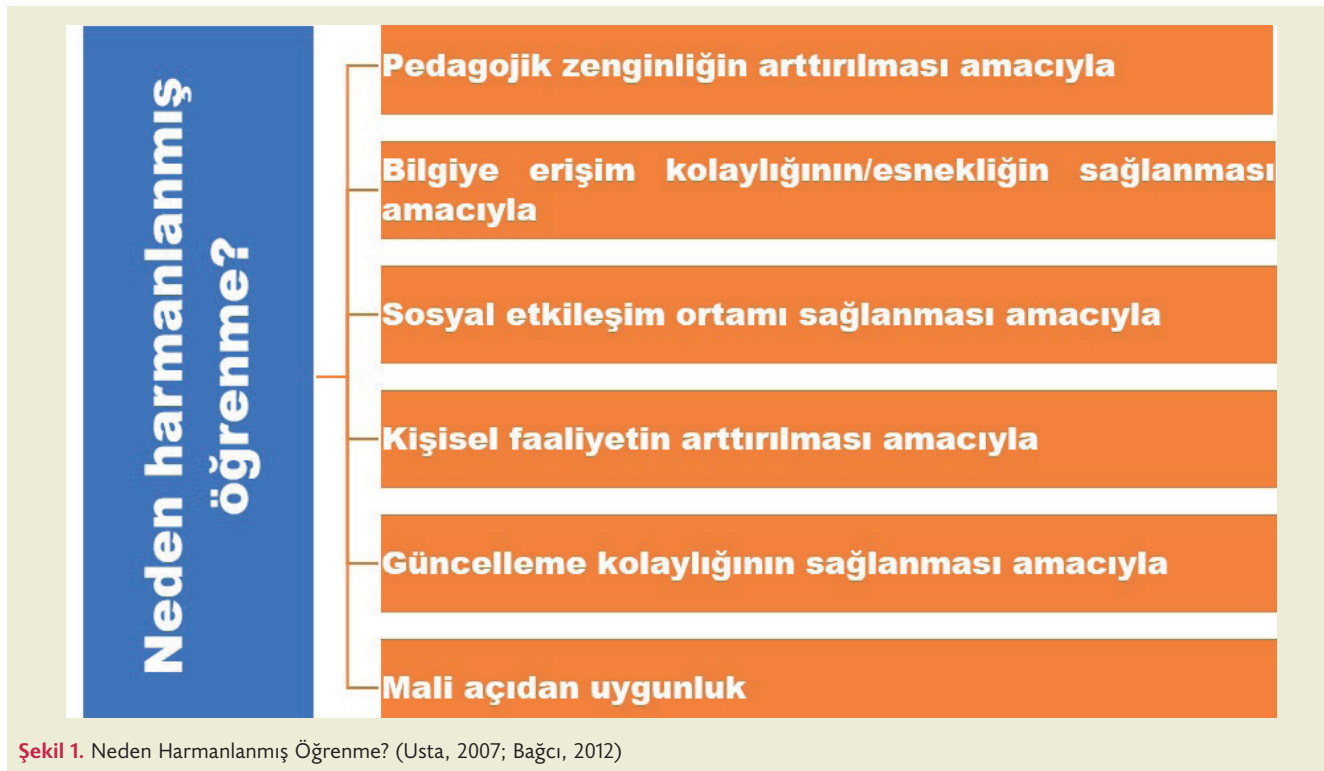 Neden harmanlanmış
öğrenme?
Pedagojik zenginliğin arttırılması amacıyla
Bilgiye erişim kolaylığının/esnekliğin sağlanması
amacıyla
Sosyal etkileşim ortamı sağlanması amacıyla
Kişisel faaliyetin arttırılması amacıyla
Güncelleme kolaylığının sağlanması amacıyla
Mali açıdan uygunluk
Şekil 1. Neden Harmanlanmış Öğrenme? (Usta, 2007; Bağcı, 2012)